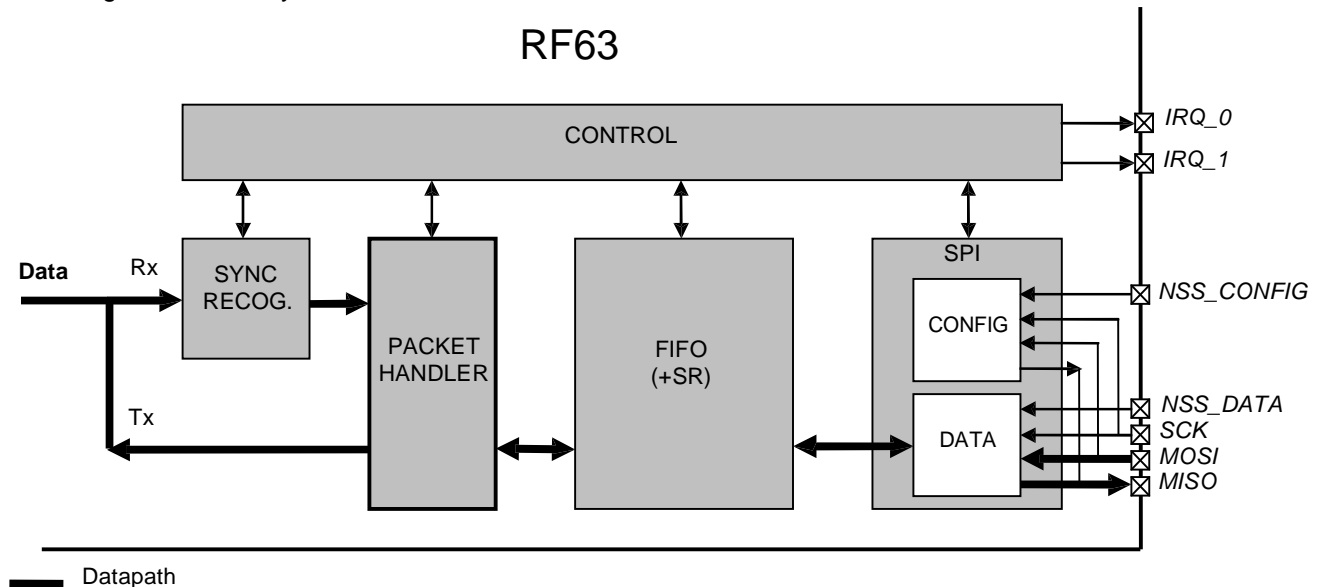 RF63
CONTROL
IRQ_0
IRQ_1
Data
Rx
SYNC
RECOG.
Tx
PACKET
HANDLER
FIFO
(+SR)
SPI
CONFIG
DATA
NSS_CONFIG
NSS_DATA
SCK
MOSI
MISO
Datapath